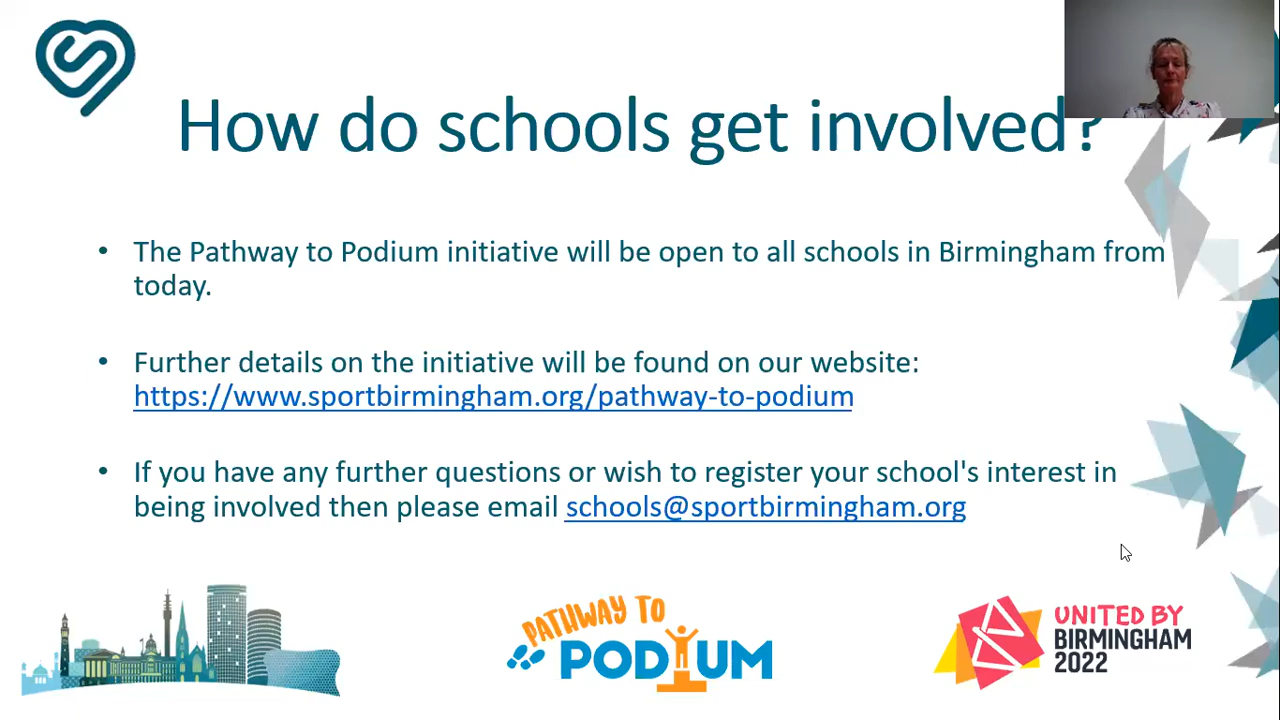 How do schools get involved?
• The Pathway to Podium initiative will be open to all schools in Birmingham from
today.
• Further details on the initiative will be found on our website:
https://www.sportbirmingham.org/pathway-to-podium
• If you have any further questions or wish to register your school's interest in
being involved then please email schools@sportbirmingham.org
PATHWAY TO
PODIUM
UNITED BY
BIRMINGHAM
2022